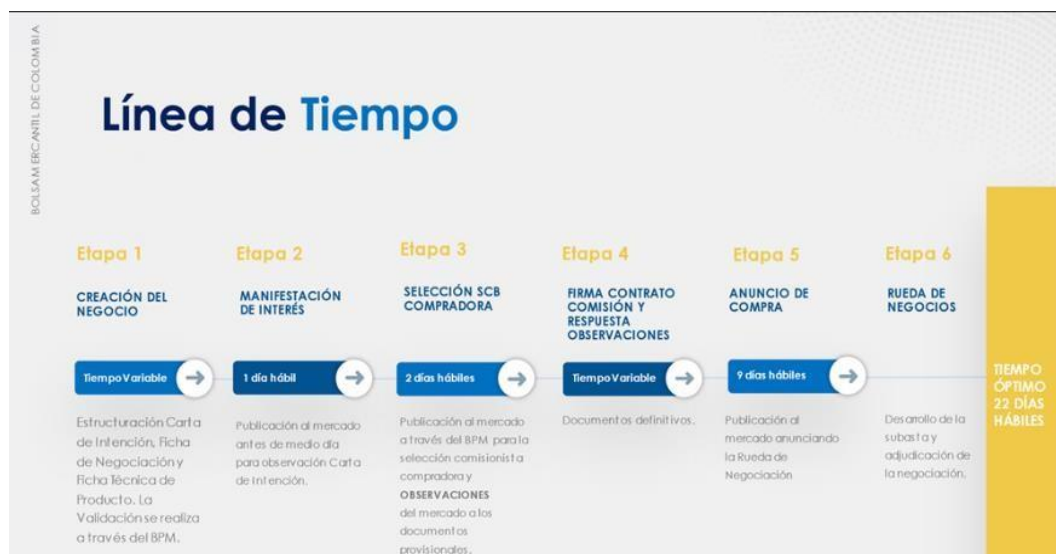 BOLSA MERCANTIL DE COLOMBIA
Línea de Tiempo
Etapa 1
CREACIÓN DEL
NEGOCIO
Tiempo Variable
Estructuración Carta
de Intención, Ficha
de Negociación y
Ficha Técnica de
Producto. La
Validación se realiza
a través del BPM.
Etapa 2
MANIFESTACIÓN
DE INTERÉS
1 día hábil
Publicación al mercado
antes de medio día
para observación Carta
de Intención.
Etapa 3
SELECCIÓN SCB
COMPRADORA
2 días hábiles
Publicación al mercado
a través del BPM para la
selección comisionista
compradora y
OBSERVACIONES
del mercado a los
documentos
provisionales.
Etapa 4
FIRMA CONTRATO
COMISIÓN Y
RESPUESTA
OBSERVACIONES
Tiempo Variable
Documentos definitivos.
Etapa 5
ANUNCIO DE
COMPRA
9 días hábiles
Publicación al
mercado anunciando
la Rueda de
Negociación
Etapa 6
RUEDA DE
NEGOCIOS
Desarrollo de la
subasta y
adjudicación de
la negociación.
TIEMPO
ÓPTIMO
22 DÍAS
HÁBILES